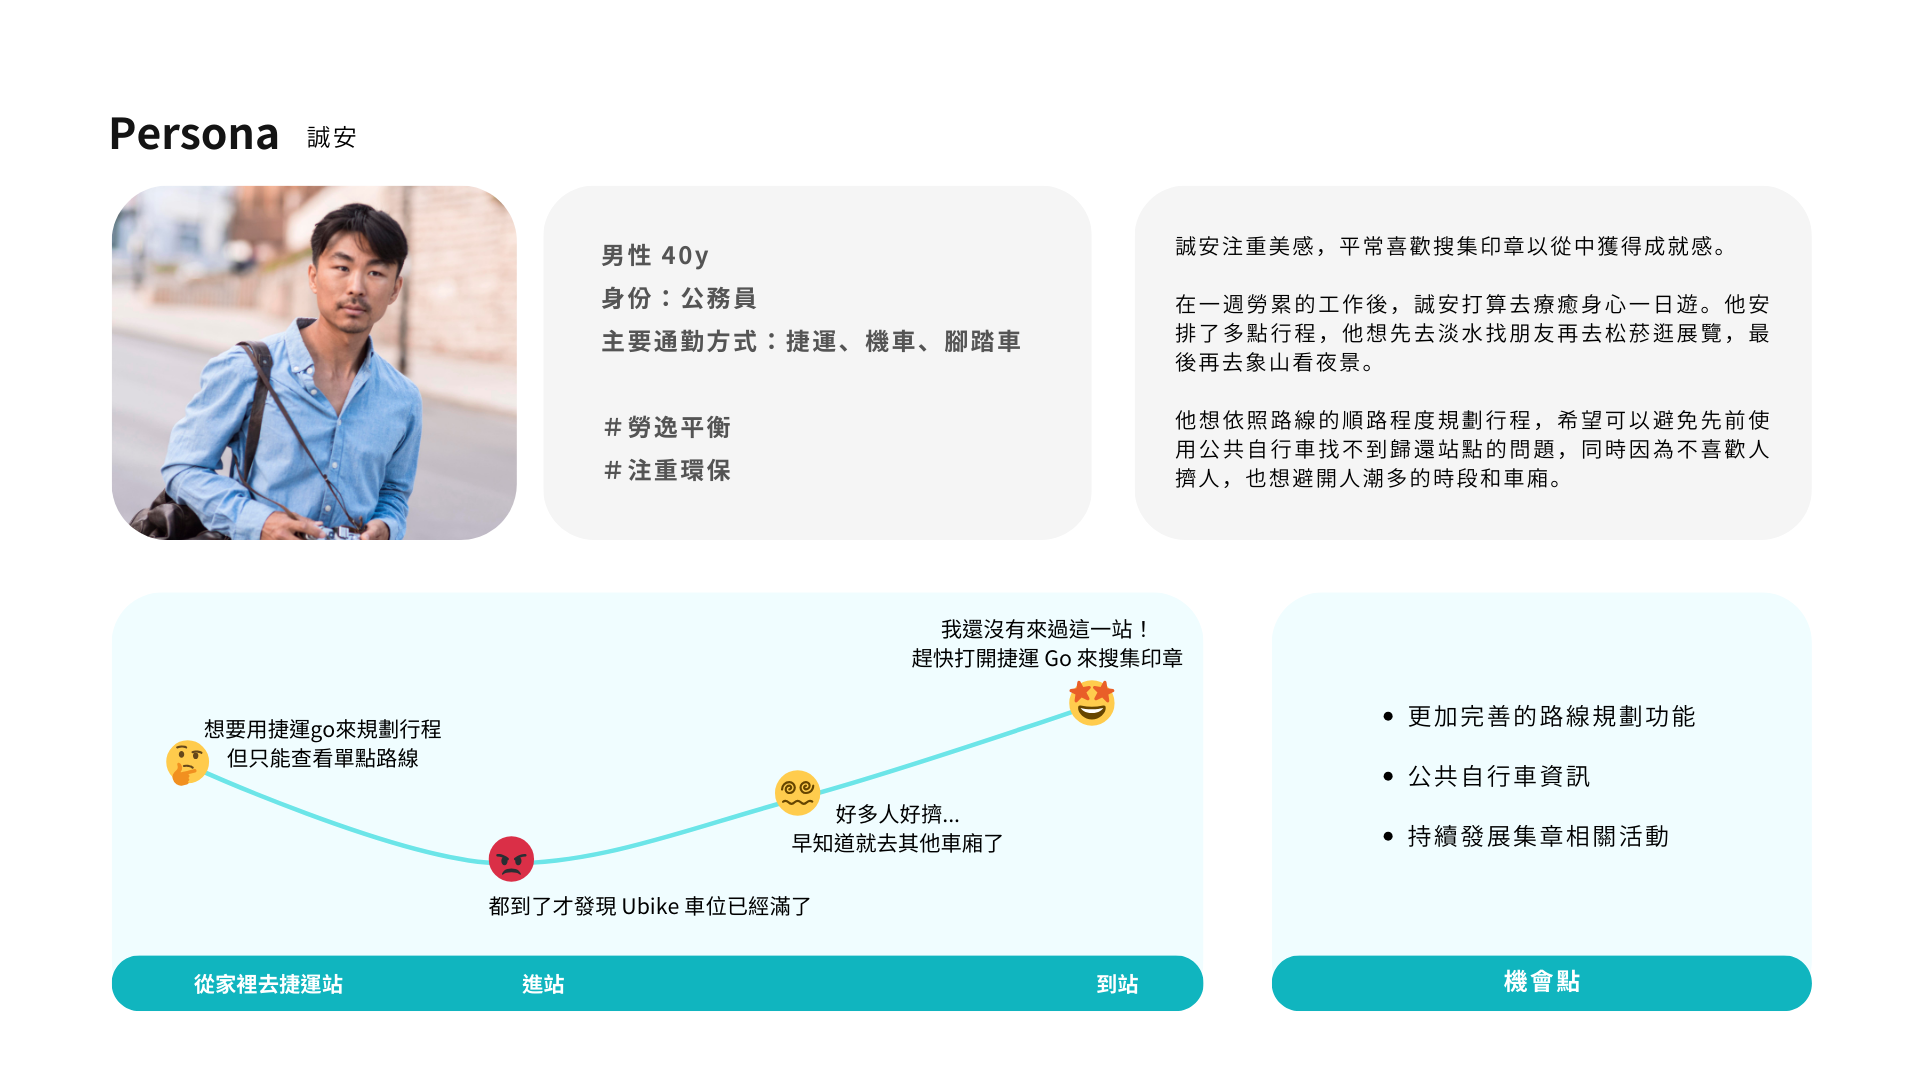 Persona 誠安
男性 40y
身份：公務員
主要通勤方式：捷運、機車、腳踏車
＃勞逸平衡
＃注重環保
誠安注重美感，平常喜歡搜集印章以從中獲得成就感。
在一週勞累的工作後，誠安打算去療癒身心一日遊。他安
排了多點行程，他想先去淡水找朋友再去松菸逛展覽，最
後再去象山看夜景。
他想依照路線的順路程度規劃行程，希望可以避免先前使
用公共自行車找不到歸還站點的問題，同時因為不喜歡人
擠人，也想避開人潮多的時段和車廂。
想要用捷運go來規劃行程
但只能查看單點路線
都到了才發現 Ubike 車位已經滿了
好多人好擠...
早知道就去其他車廂了
我還沒有來過這一站！
趕快打開捷運 Go 來搜集印章
從家裡去捷運站
進站
到站
• 更加完善的路線規劃功能
• 公共自行車資訊
• 持續發展集章相關活動
機會點